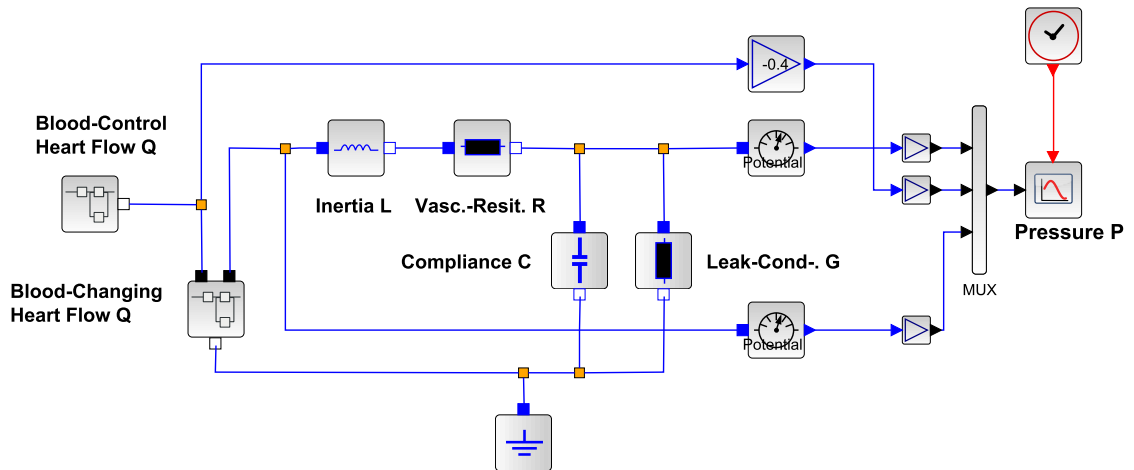 -0.4
Blood-Control
Heart Flow Q
Potential
Inertia L
Vasc.-Resit. R
Pressure P
Compliance C
Leak-Cond-. G
Blood-Changing
Heart Flow Q
MUX
Potential